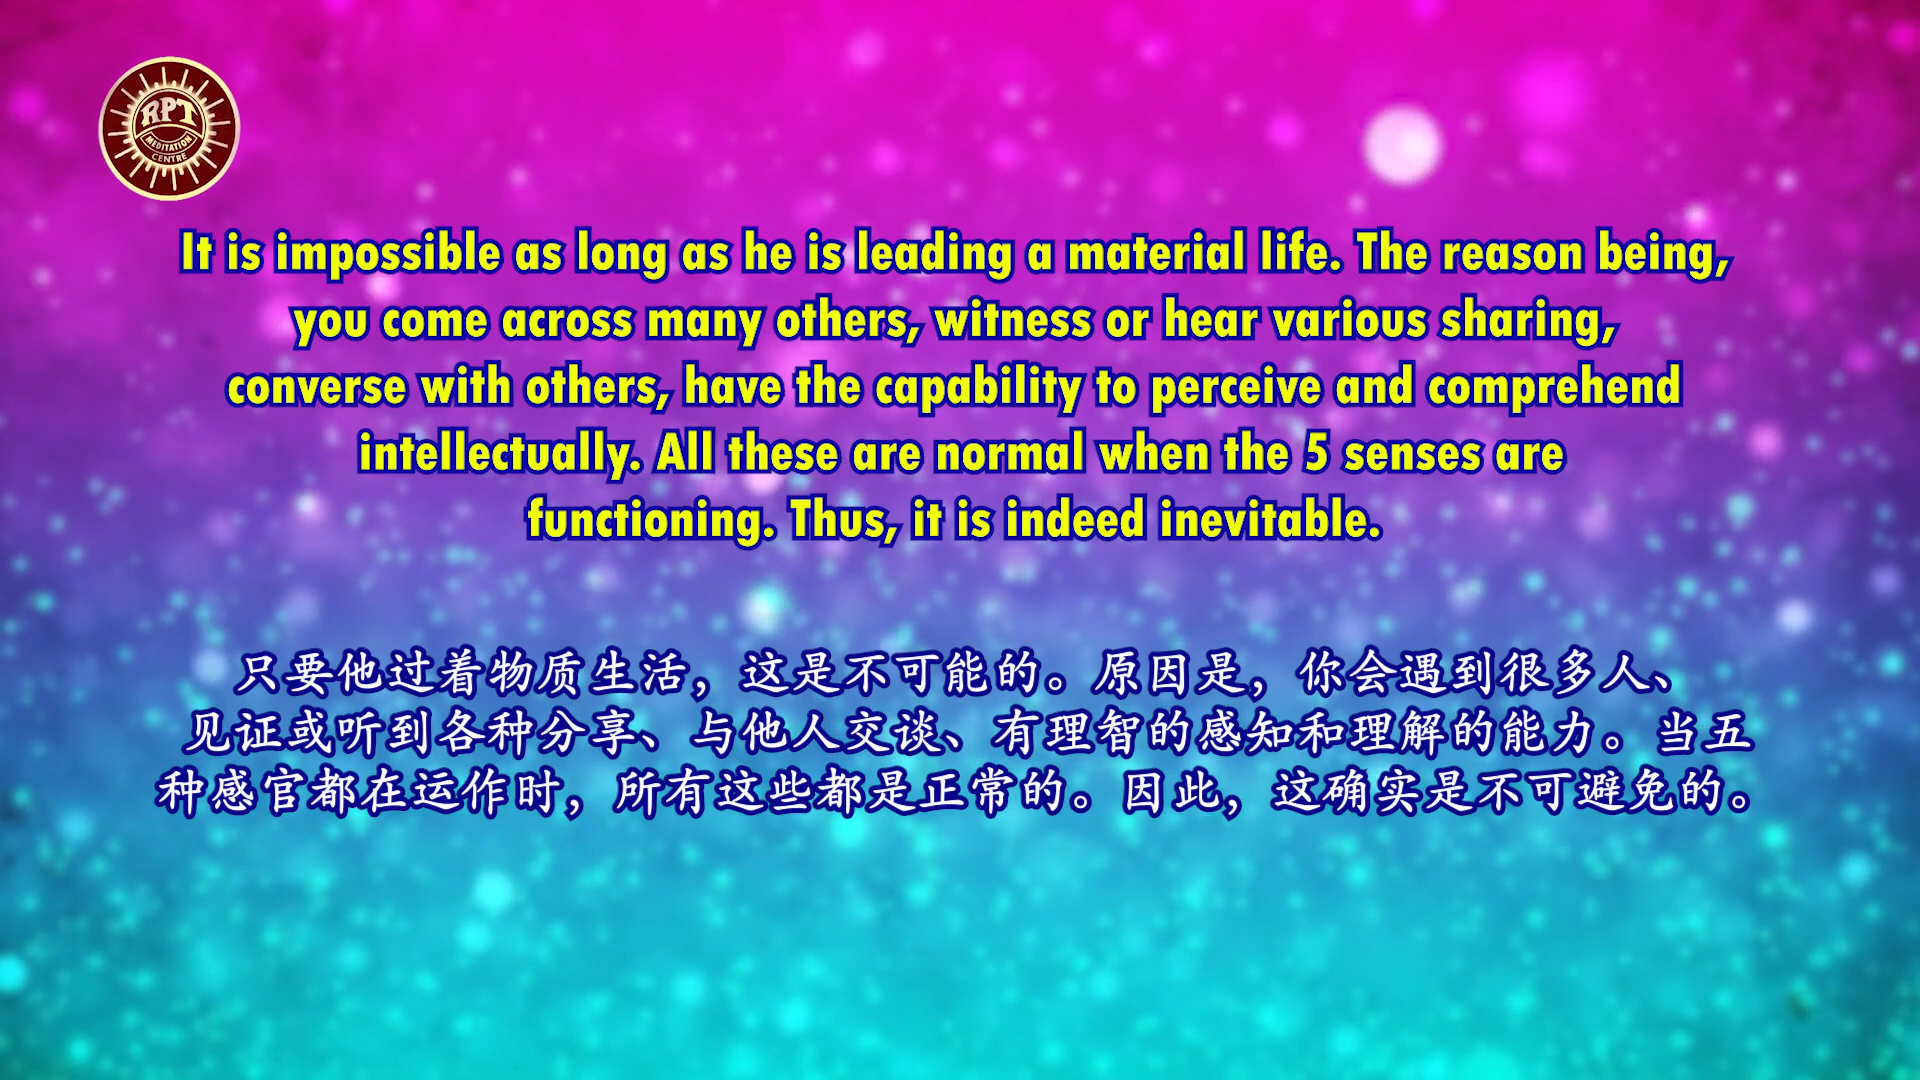 RPT
MEDITATION
CENTRE
It is impossible as long as he is leading a material life. The reason being,
you come across many others, witness or hear various sharing,
converse with others, have the capability to perceive and comprehend
intellectually. All these are normal when the 5 senses are
functioning. Thus, it is indeed inevitable.
只要他过着物质生活，这是不可能的。原因是，你会遇到很多人、
见证或听到各种分享、与他人交谈、有理智的感知和理解的能力。当五
种感官都在运作时，所有这些都是正常的。因此，这确实是不可避免的。